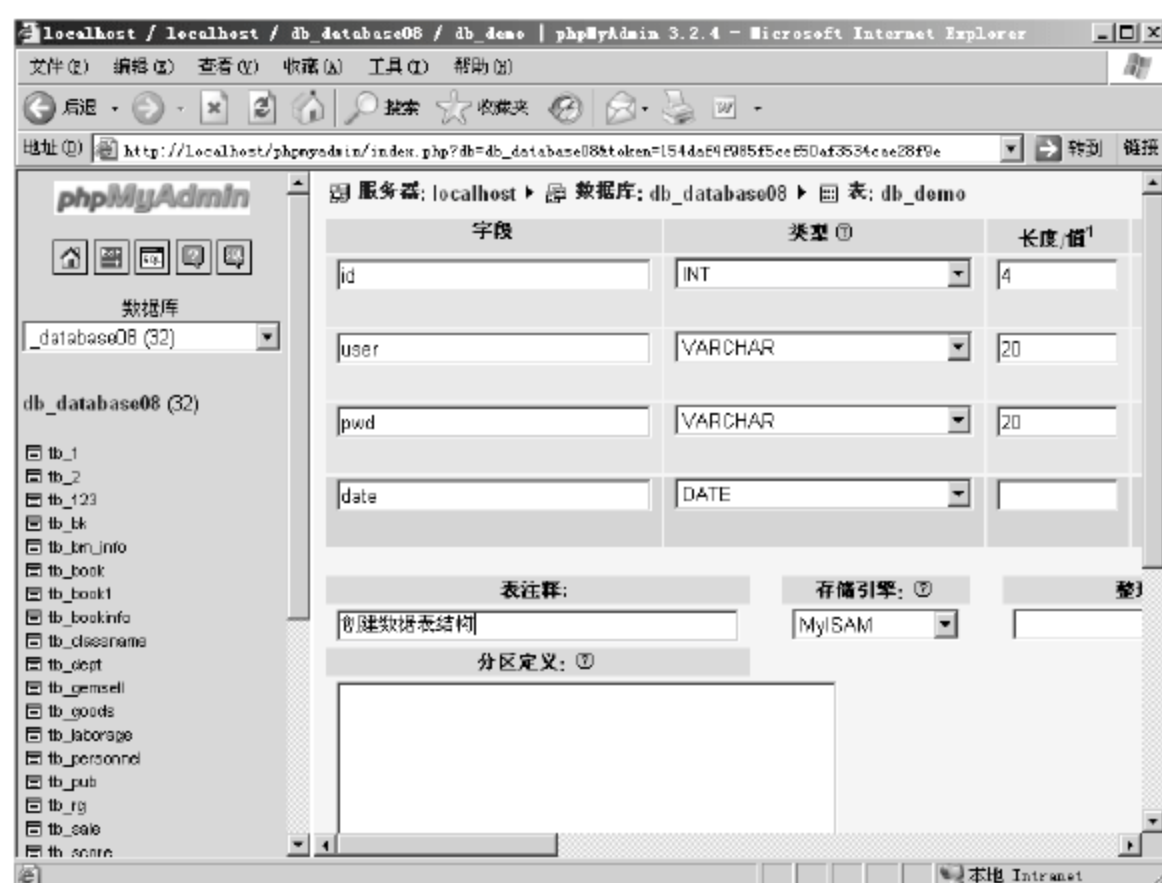 localhost / localhost / db_database08 / db_demo | phpMyAdmin 3.2.4 - Microsoft Internet Explorer
文件(F) 编辑(E) 查看(V) 收藏(A) 工具(T) 帮助(H)
后退 搜索 收藏夹
地址(D) http://localhost/phpmyadmin/index.php?db=db_database08&token= 转到 链接
phpMyAdmin
数据库
_database08 (32)
db_database08 (32)
tb_1
tb_2
tb_123
tb_bk
tb_bm_info
tb_book
tb_book1
tb_bookinfo
tb_classname
tb_dept
tb_gemsell
tb_goods
tb_laborage
tb_personnel
tb_pub
tb_rg
tb_sale
tb_score
服务器: localhost 数据库: db_database08 表: db_demo
字段 类型 长度/值1
id INT 4
user VARCHAR 20
pwd VARCHAR 20
date DATE
表注释: 存储引擎:
创建数据表结构 MyISAM
分区定义:
本地 Intranet